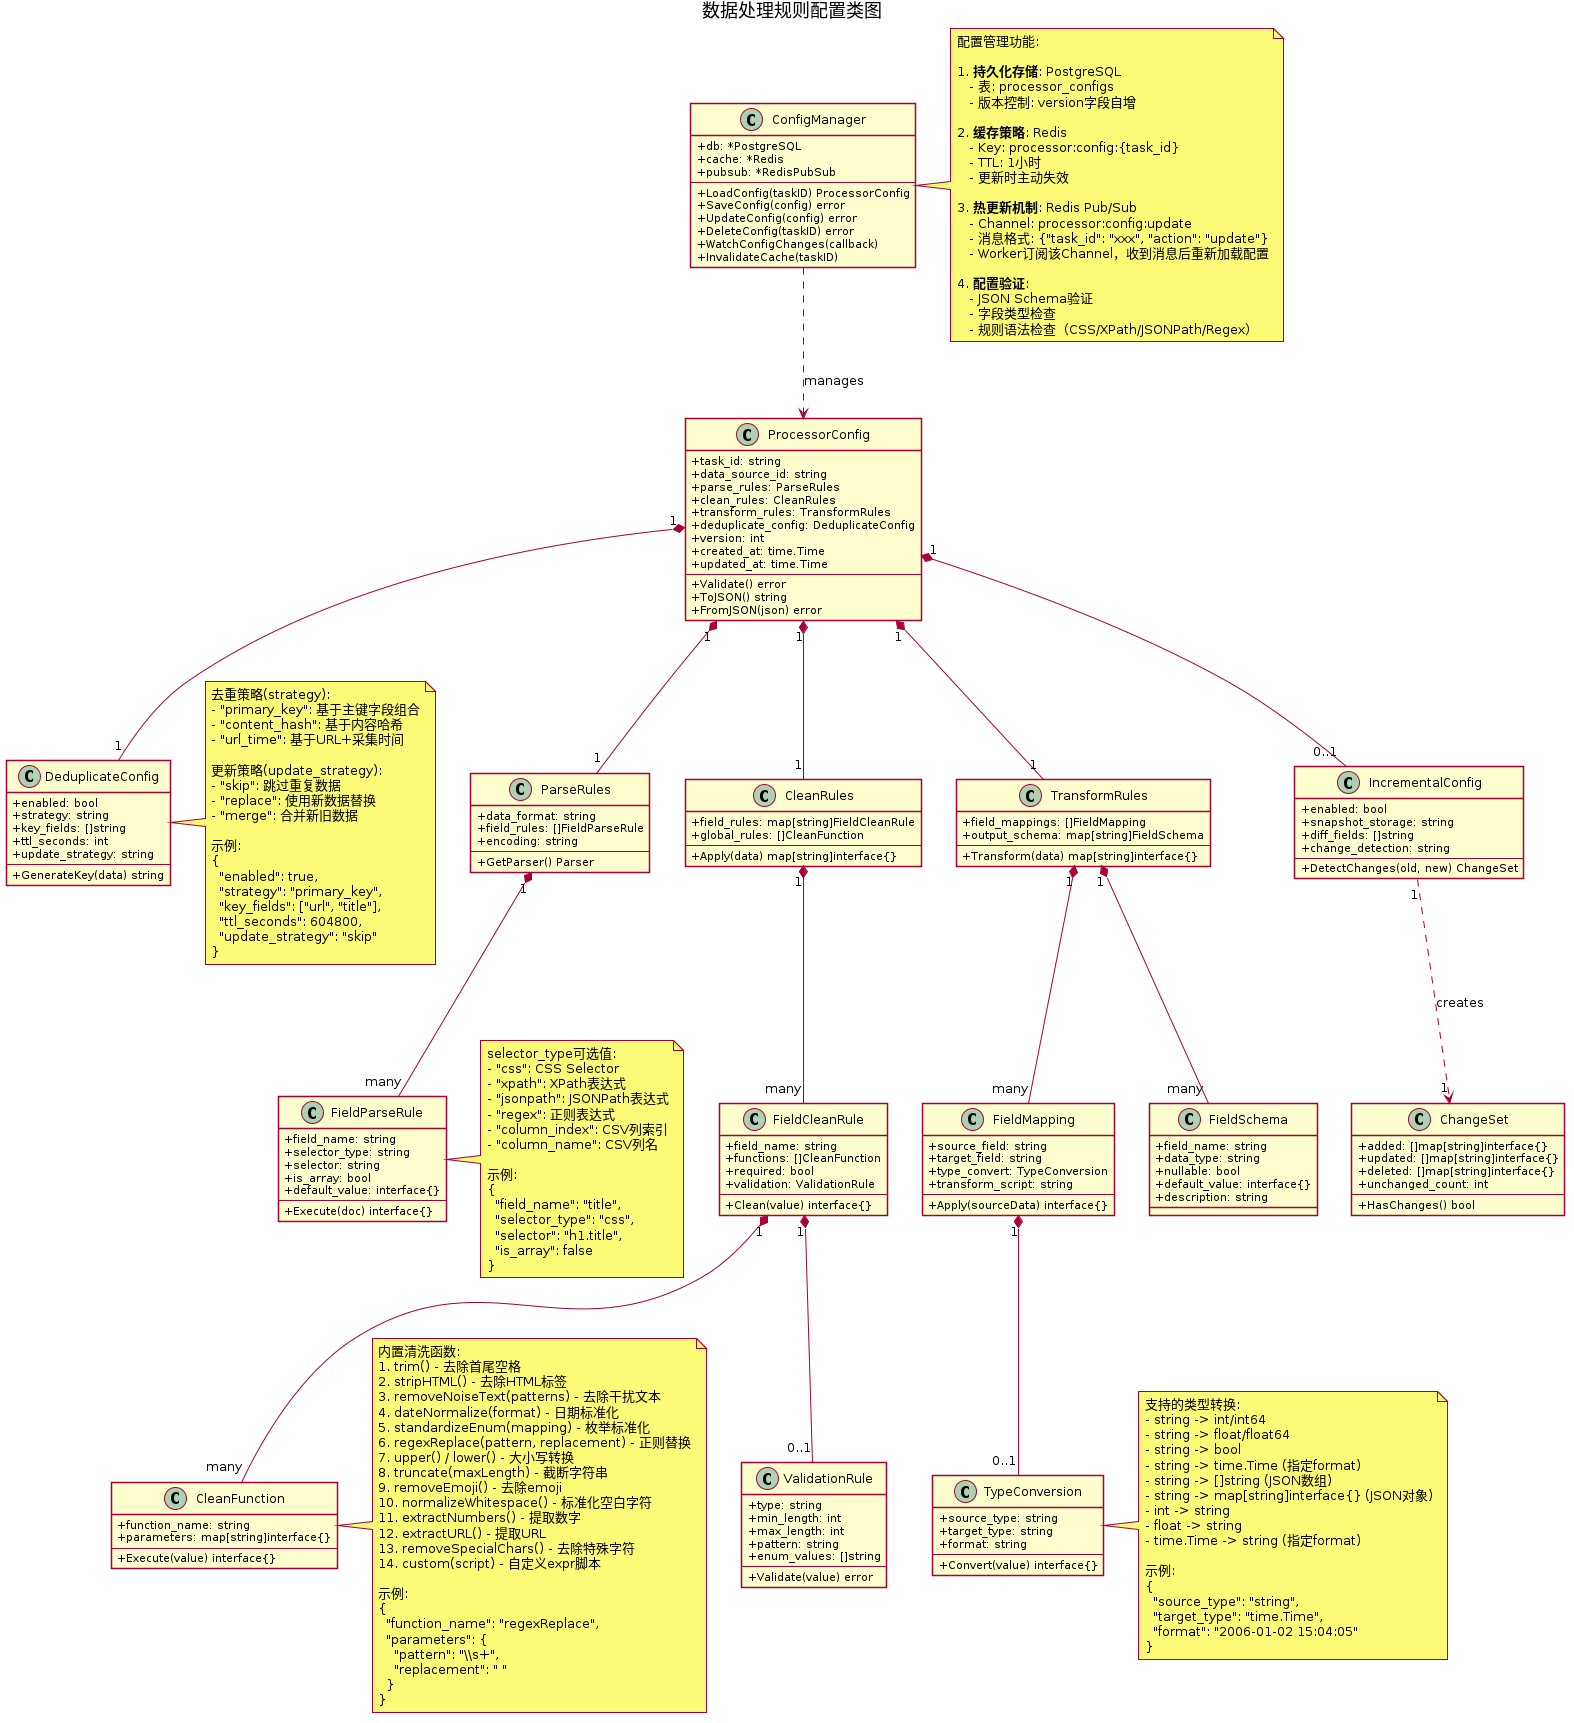 数据处理规则配置类图
配置管理功能:
1. 持久化存储: PostgreSQL
- 表: processor_configs
- 版本控制: version字段自增
2. 缓存策略: Redis
- Key: processor:config:{task_id}
- TTL: 1小时
- 更新时主动失效
3. 热更新机制: Redis Pub/Sub
- Channel: processor:config:update
- 消息格式: {"task_id": "xxx", "action": "update"}
- Worker订阅该Channel，收到消息后重新加载配置
4. 配置验证:
- JSON Schema验证
- 字段类型检查
- 规则语法检查（CSS/XPath/JSONPath/Regex）
C ConfigManager
+db: *PostgreSQL
+cache: *Redis
+pubsub: *RedisPubSub
+LoadConfig(taskID) ProcessorConfig
+SaveConfig(config) error
+UpdateConfig(config) error
+DeleteConfig(taskID) error
+WatchConfigChanges(callback)
+InvalidateCache(taskID)
manages
C ProcessorConfig
+task_id: string
+data_source_id: string
+parse_rules: ParseRules
+clean_rules: CleanRules
+transform_rules: TransformRules
+deduplicate_config: DeduplicateConfig
+version: int
+created_at: time.Time
+updated_at: time.Time
+Validate() error
+ToJSON() string
+FromJSON(json) error
1
1
1
1
1
1
1
1
1
0..1
C DeduplicateConfig
+enabled: bool
+strategy: string
+key_fields: []string
+ttl_seconds: int
+update_strategy: string
+GenerateKey(data) string
去重策略(strategy):
- "primary_key": 基于主键字段组合
- "content_hash": 基于内容哈希
- "url_time": 基于URL+采集时间
更新策略(update_strategy):
- "skip": 跳过重复数据
- "replace": 使用新数据替换
- "merge": 合并新旧数据
示例:
{
"enabled": true,
"strategy": "primary_key",
"key_fields": ["url", "title"],
"ttl_seconds": 604800,
"update_strategy": "skip"
}
C ParseRules
+data_format: string
+field_rules: []FieldParseRule
+encoding: string
+GetParser() Parser
C CleanRules
+field_rules: map[string]FieldCleanRule
+global_rules: []CleanFunction
+Apply(data) map[string]interface{}
C TransformRules
+field_mappings: []FieldMapping
+output_schema: map[string]FieldSchema
+Transform(data) map[string]interface{}
C IncrementalConfig
+enabled: bool
+snapshot_storage: string
+diff_fields: []string
+change_detection: string
+DetectChanges(old, new) ChangeSet
1
1
1
1
1
creates
many
many
many
many
1
C FieldParseRule
+field_name: string
+selector_type: string
+selector: string
+is_array: bool
+default_value: interface{}
+Execute(doc) interface{}
selector_type可选值:
- "css": CSS Selector
- "xpath": XPath表达式
- "jsonpath": JSONPath表达式
- "regex": 正则表达式
- "column_index": CSV列索引
- "column_name": CSV列名
示例:
{
"field_name": "title",
"selector_type": "css",
"selector": "h1.title",
"is_array": false
}
C FieldCleanRule
+field_name: string
+functions: []CleanFunction
+required: bool
+validation: ValidationRule
+Clean(value) interface{}
C FieldMapping
+source_field: string
+target_field: string
+type_convert: TypeConversion
+transform_script: string
+Apply(sourceData) interface{}
C FieldSchema
+field_name: string
+data_type: string
+nullable: bool
+default_value: interface{}
+description: string
C ChangeSet
+added: []map[string]interface{}
+updated: []map[string]interface{}
+deleted: []map[string]interface{}
+unchanged_count: int
+HasChanges() bool
1
1
1
many
0..1
0..1
C CleanFunction
+function_name: string
+parameters: map[string]interface{}
+Execute(value) interface{}
内置清洗函数:
1. trim() - 去除首尾空格
2. stripHTML() - 去除HTML标签
3. removeNoiseText(patterns) - 去除干扰文本
4. dateNormalize(format) - 日期标准化
5. standardizeEnum(mapping) - 枚举标准化
6. regexReplace(pattern, replacement) - 正则替换
7. upper() / lower() - 大小写转换
8. truncate(maxLength) - 截断字符串
9. removeEmoji() - 去除emoji
10. normalizeWhitespace() - 标准化空白字符
11. extractNumbers() - 提取数字
12. extractURL() - 提取URL
13. removeSpecialChars() - 去除特殊字符
14. custom(script) - 自定义expr脚本
示例:
{
"function_name": "regexReplace",
"parameters": {
"pattern": "\\s+",
"replacement": " "
}
}
C ValidationRule
+type: string
+min_length: int
+max_length: int
+pattern: string
+enum_values: []string
+Validate(value) error
C TypeConversion
+source_type: string
+target_type: string
+format: string
+Convert(value) interface{}
支持的类型转换:
- string -> int/int64
- string -> float/float64
- string -> bool
- string -> time.Time (指定format)
- string -> []string (JSON数组)
- string -> map[string]interface{} (JSON对象)
- int -> string
- float -> string
- time.Time -> string (指定format)
示例:
{
"source_type": "string",
"target_type": "time.Time",
"format": "2006-01-02 15:04:05"
}